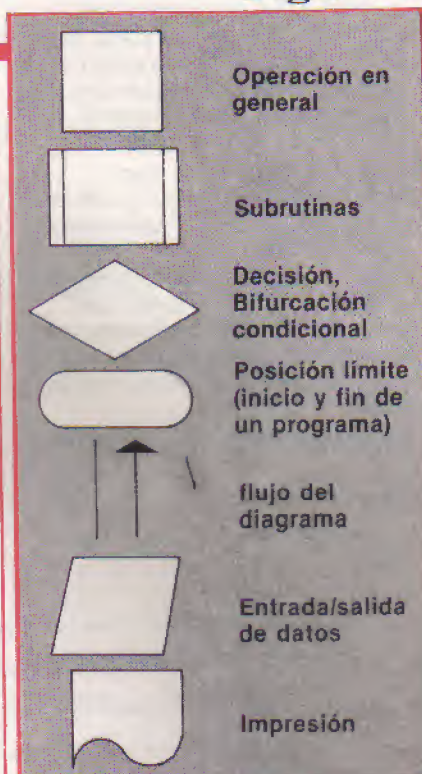 Operación en
general
Subrutinas
Decisión,
Bifurcación
condicional
Posición límite
(inicio y fin de
un programa)
flujo del
diagrama
Entrada/salida
de datos
Impresión